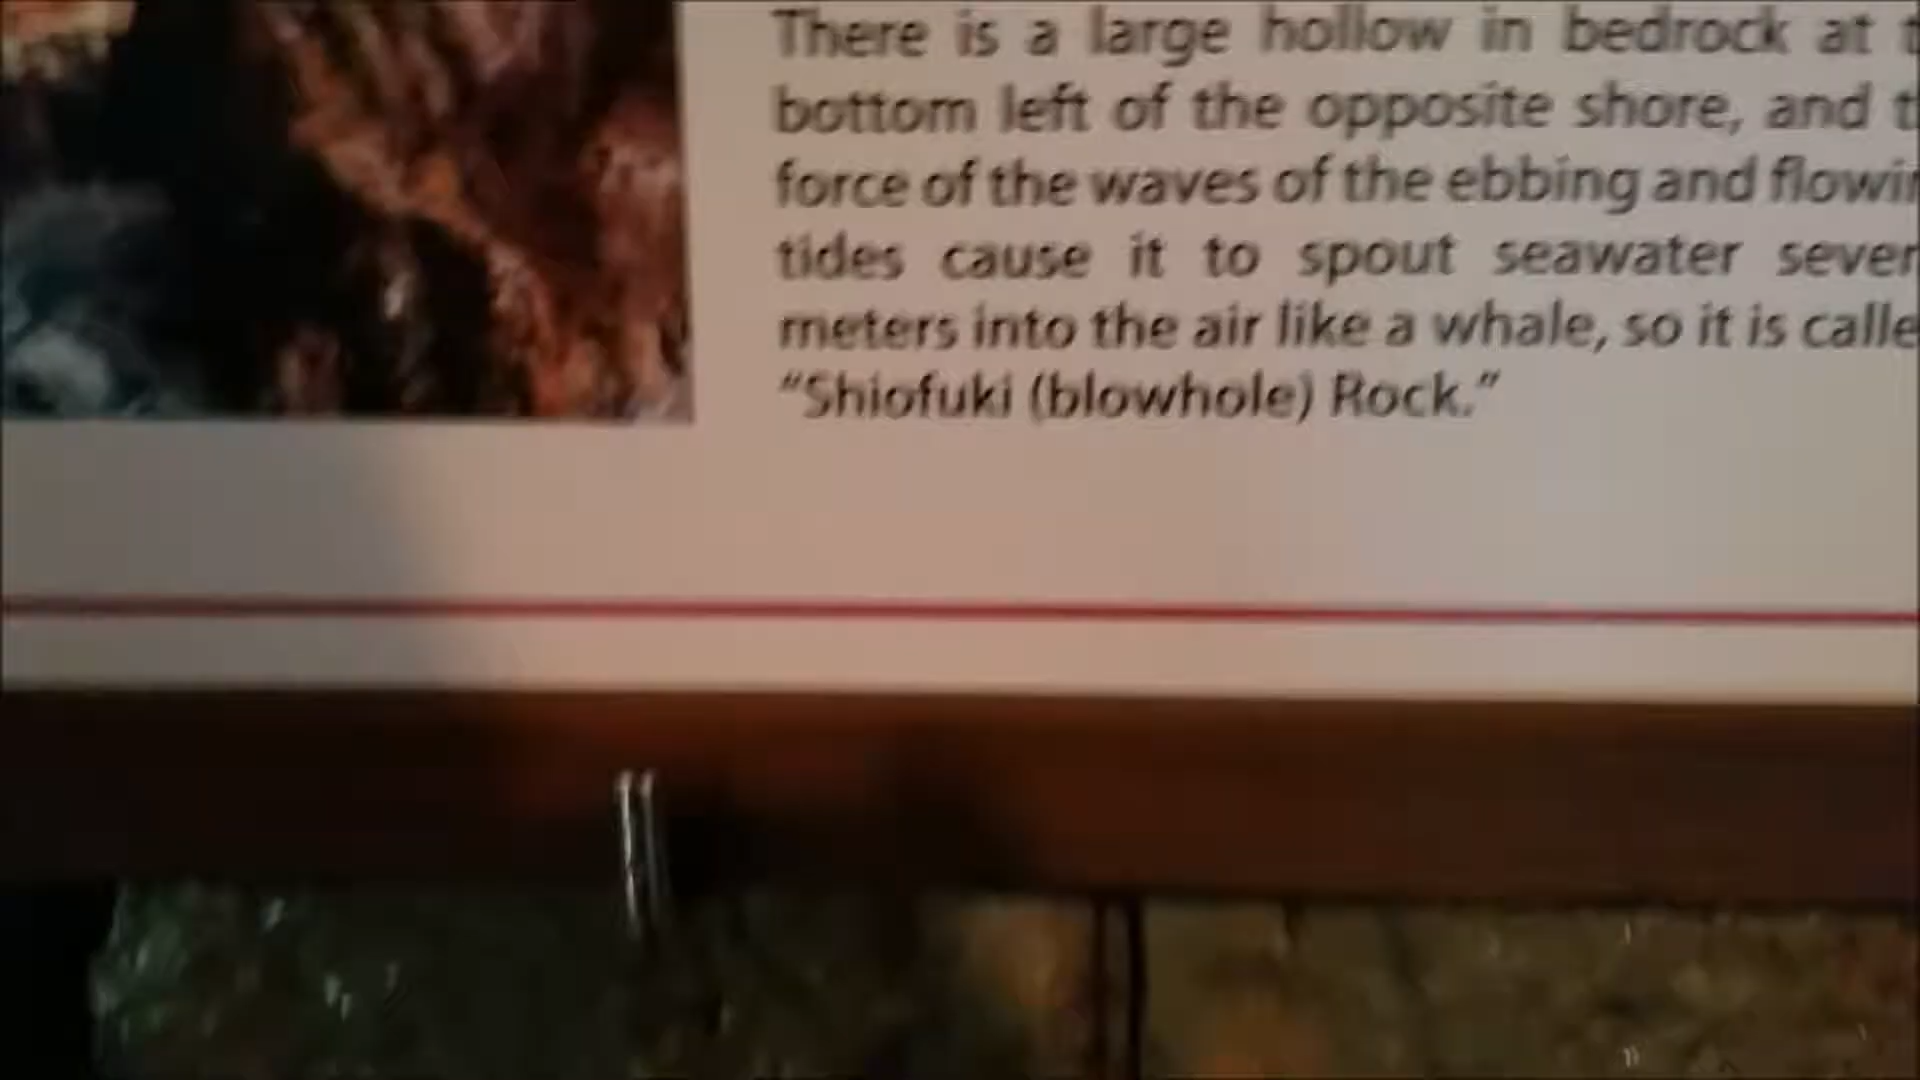 There is a large hollow in bedrock at
bottom left of the opposite shore, and
force of the waves of the ebbing and
tides cause it to spout seawater
meters into the air like a whale, so it is
“Shiofuki (blowhole) Rock.”